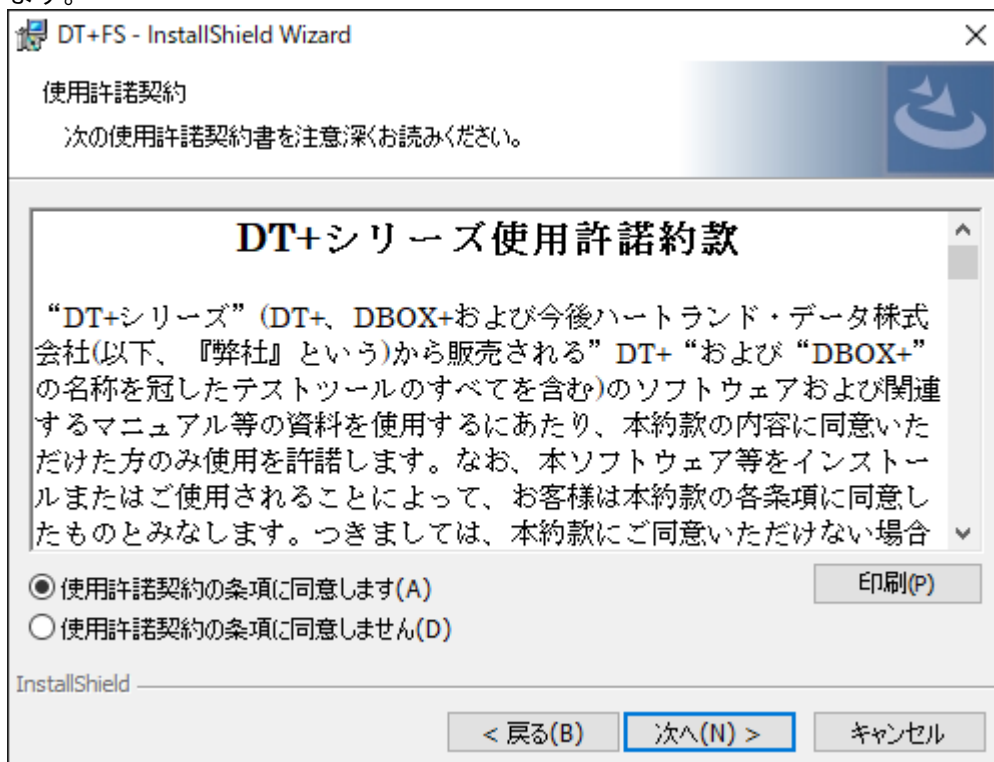 ます。
DT+FS - InstallShield Wizard
使用許諾契約
次の使用許諾契約書を注意深くお読みください。
DT+シリーズ使用許諾約款
“DT+シリーズ” (DT+、DBOX+および今後ハートランド・データ株式
会社(以下、『弊社』という)から販売される” DT+ “および “DBOX+”
の名称を冠したテストツールのすべてを含む)のソフトウェアおよび関連
するマニュアル等の資料を使用するにあたり、本約款の内容に同意いた
だけた方のみ使用を許諾します。なお、本ソフトウェア等をインストー
ルまたはご使用されることによって、お客様は本約款の各条項に同意し
たものとみなします。つきましては、本約款にご同意いただけない場合
使用許諾契約の条項に同意します(A)
印刷(P)
使用許諾契約の条項に同意しません(D)
InstallShield
< 戻る(B)
次へ(N) >
キャンセル